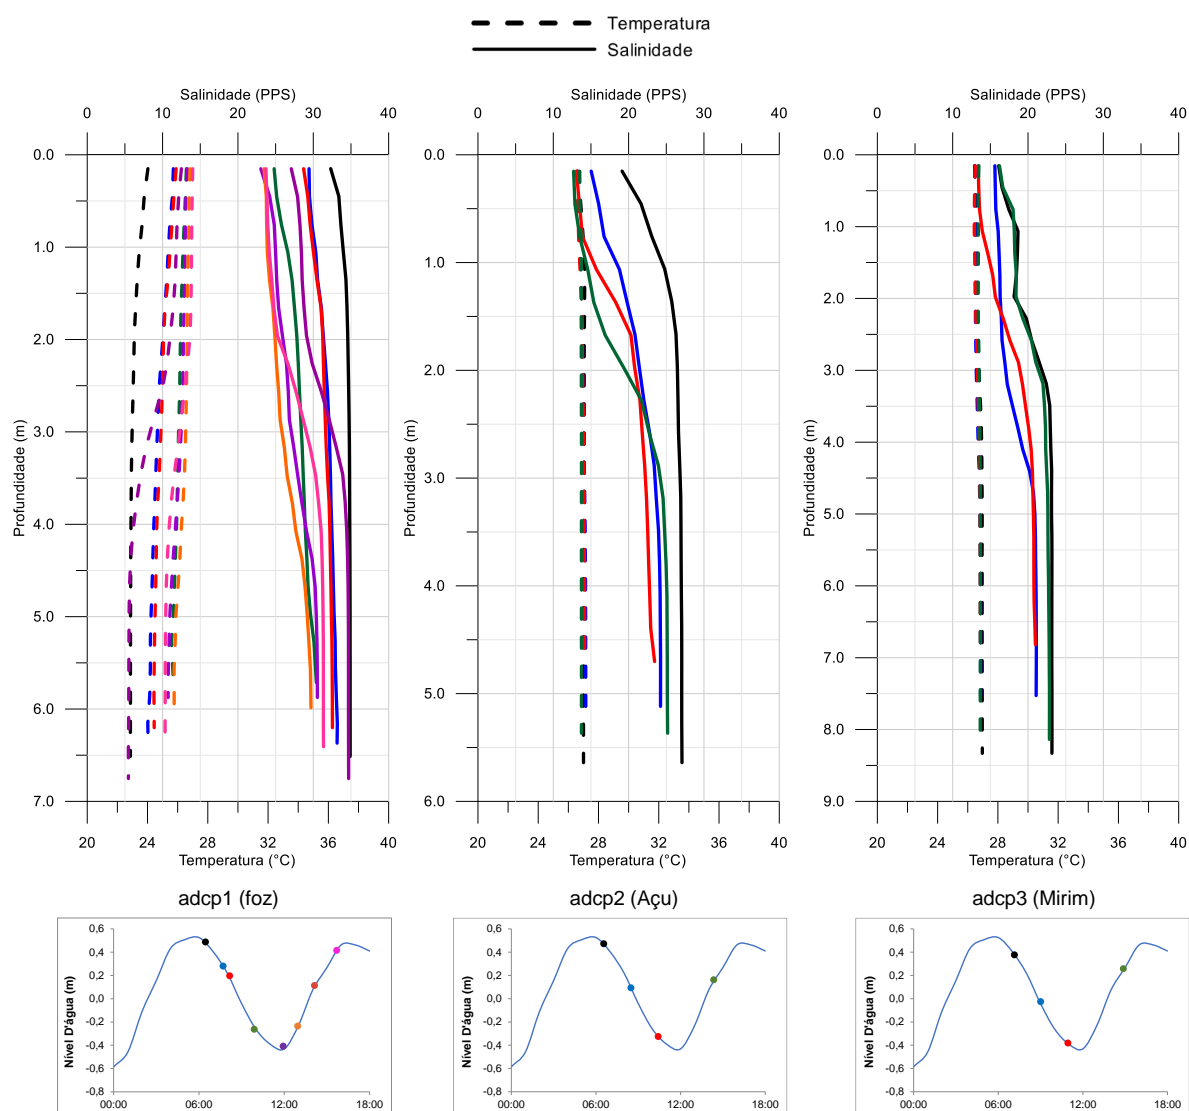 Temperatura
Salinidade
Salinidade (PPS)
0 10 20 30 40
0.0
1.0
2.0
3.0
4.0
5.0
6.0
7.0
Profundidade (m)
20 24 28 32 36 40
Temperatura (°C)
Salinidade (PPS)
0 10 20 30 40
0.0
1.0
2.0
3.0
4.0
5.0
6.0
Profundidade (m)
20 24 28 32 36 40
Temperatura (°C)
Salinidade (PPS)
0 10 20 30 40
0.0
1.0
2.0
3.0
4.0
5.0
6.0
7.0
8.0
9.0
Profundidade (m)
20 24 28 32 36 40
Temperatura (°C)
adcp1 (foz)
0,6
0,4
0,2
0,0
-0,2
-0,4
-0,6
-0,8
Nível D'água (m)
00:00 06:00 12:00 18:00
adcp2 (Açu)
0,6
0,4
0,2
0,0
-0,2
-0,4
-0,6
-0,8
Nível D'água (m)
00:00 06:00 12:00 18:00
adcp3 (Mirim)
0,6
0,4
0,2
0,0
-0,2
-0,4
-0,6
-0,8
Nível D'água (m)
00:00 06:00 12:00 18:00